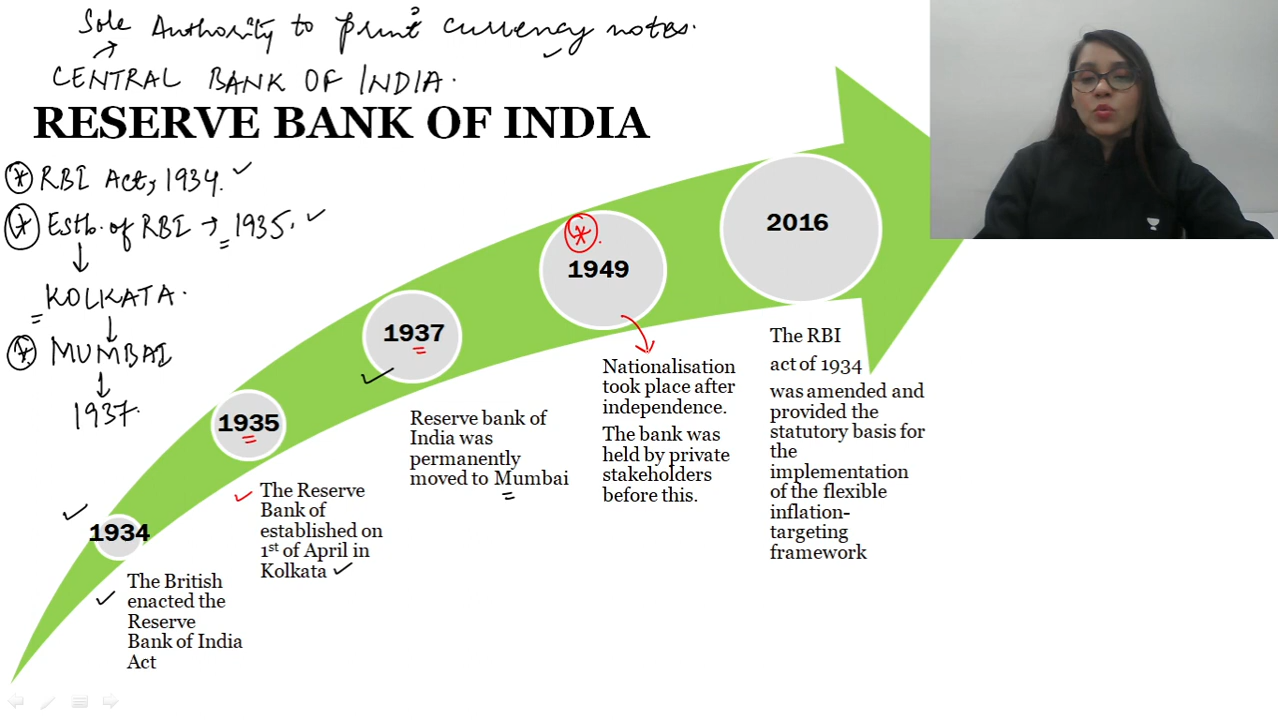 Sole Authority to print currency notes.
CENTRAL BANK OF INDIA.
RESERVE BANK OF INDIA
RBI Act, 1934.
Estb. of RBI → 1935.
KOLKATA.
MUMBAI
1937.
1934
The British
enacted the
Reserve
Bank of India
Act
1935
The Reserve
Bank of
established on
1st of April in
Kolkata
1937
Reserve bank of
India was
permanently
moved to Mumbai
1949
Nationalisation
took place after
independence.
The bank was
held by private
stakeholders
before this.
2016
The RBI
act of 1934
was amended and
provided the
statutory basis for
the
implementation
of the flexible
inflation-
targeting
framework